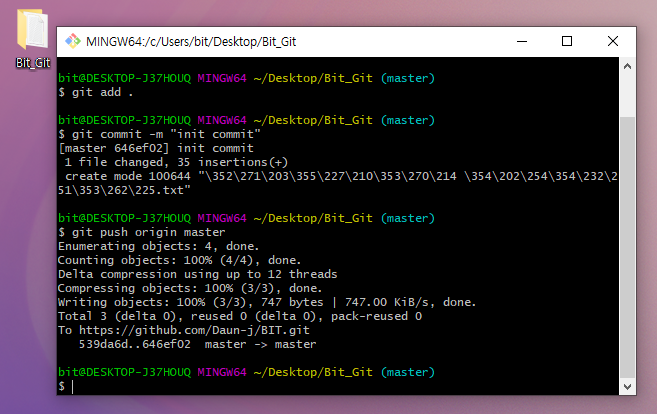 Bit_Git
MINGW64:/c/Users/bit/Desktop/Bit_Git
bit@DESKTOP-J37HOUQ MINGW64 ~/Desktop/Bit_Git (master)
$ git add .
bit@DESKTOP-J37HOUQ MINGW64 ~/Desktop/Bit_Git (master)
$ git commit -m "init commit"
[master 646ef02] init commit
 1 file changed, 35 insertions(+)
 create mode 100644 "\352\271\203\355\227\210\353\270\214 \354\202\254\354\232\2
51\353\262\225.txt"
bit@DESKTOP-J37HOUQ MINGW64 ~/Desktop/Bit_Git (master)
$ git push origin master
Enumerating objects: 4, done.
Counting objects: 100% (4/4), done.
Delta compression using up to 12 threads
Compressing objects: 100% (3/3), done.
Writing objects: 100% (3/3), 747 bytes | 747.00 KiB/s, done.
Total 3 (delta 0), reused 0 (delta 0), pack-reused 0
To https://github.com/Daun-j/BIT.git
   539da6d..646ef02  master -> master
bit@DESKTOP-J37HOUQ MINGW64 ~/Desktop/Bit_Git (master)
$